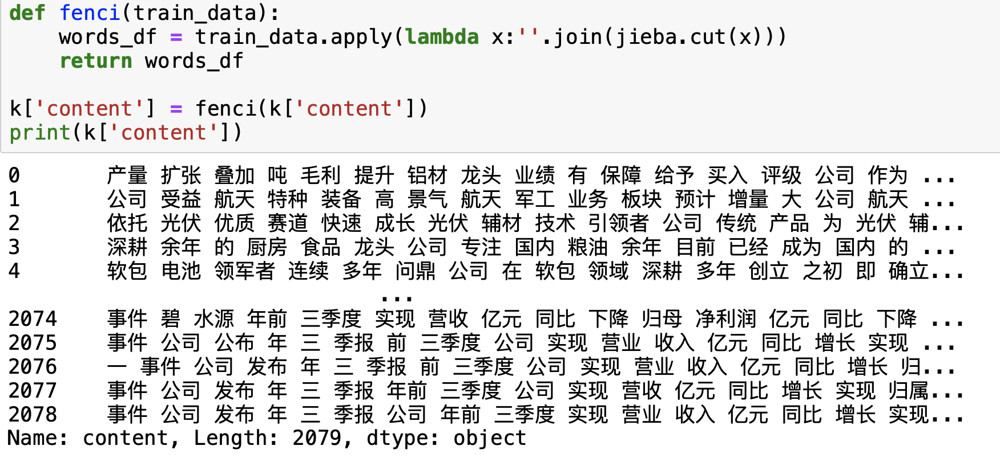 def fenci(train_data):
    words_df = train_data.apply(lambda x:''.join(jieba.cut(x)))
    return words_df

k['content'] = fenci(k['content'])
print(k['content'])
0 产量 扩张 叠加 吨 毛利 提升 铝材 龙头 业绩 有 保障 给予 买入 评级 公司 作为 ...
1 公司 受益 航天 特种 装备 高 景气 航天 军工 业务 板块 预计 增量 大 公司 航天 ...
2 依托 光伏 优质 赛道 快速 成长 光伏 辅材 技术 引领者 公司 传统 产品 为 光伏 辅...
3 深耕 余年 的 厨房 食品 龙头 公司 专注 国内 粮油 余年 目前 已经 成为 国内 的 ...
4 软包 电池 领军者 连续 多年 问鼎 公司 在 软包 领域 深耕 多年 创立 之初 即 确立...
...
2074 事件 碧 水源 年前 三季度 实现 营收 亿元 同比 下降 归母 净利润 亿元 同比 下降 ...
2075 事件 公司 公布 年 三 季报 前 三季度 公司 实现 营业 收入 亿元 同比 增长 实现 ...
2076 一 事件 公司 发布 年 三 季报 前 三季度 公司 实现 营业 收入 亿元 同比 增长 归...
2077 事件 公司 发布 年 三 季报 年前 三季度 公司 实现 营收 亿元 同比 增长 实现 归属...
2078 事件 公司 发布 年 三 季报 公司 年前 三季度 实现 营业 收入 亿元 同比 增长 实现...
Name: content, Length: 2079, dtype: object